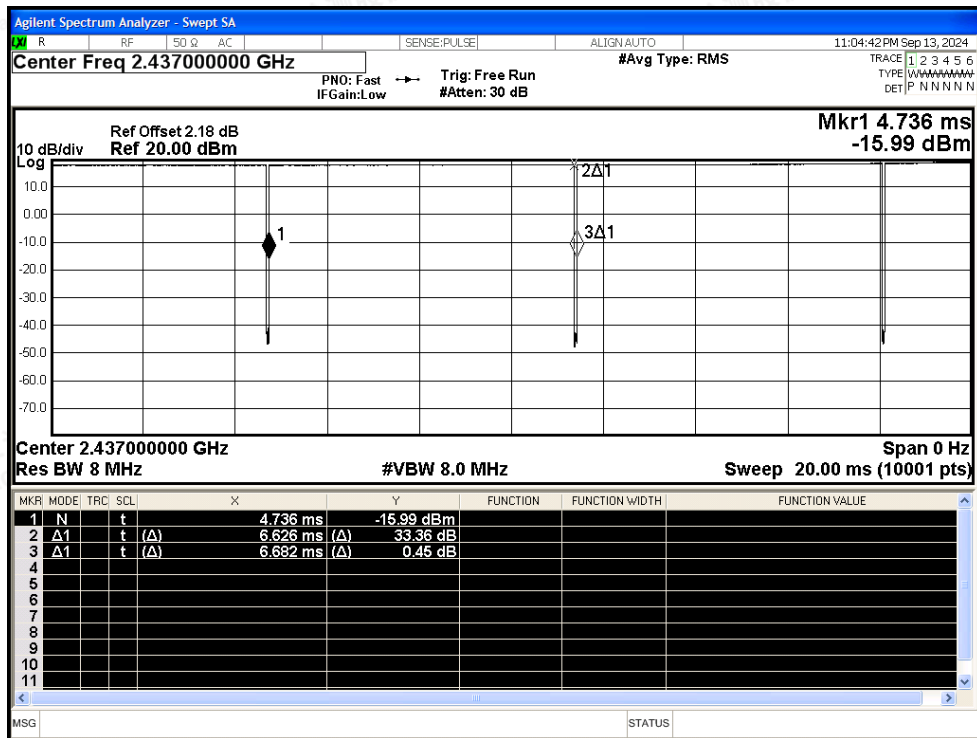 Agilent Spectrum Analyzer - Swept SA
LXI R RF 50 Ω AC SENSE:PULSE ALIGN AUTO 11:04:42 PM Sep 13, 2024
Center Freq 2.437000000 GHz #Avg Type: RMS TRACE 1 2 3 4 5 6
PNO: Fast Trig: Free Run TYPE WWWWWW
IFGain:Low #Atten: 30 dB DET P N N N N N
Mkr1 4.736 ms
Ref Offset 2.18 dB
10 dB/div Ref 20.00 dBm -15.99 dBm
Log
2Δ1
10.0
0.00
1 3Δ1
-10.0
-20.0
-30.0
-40.0
-50.0
-60.0
-70.0
Center 2.437000000 GHz Span 0 Hz
Res BW 8 MHz #VBW 8.0 MHz Sweep 20.00 ms (10001 pts)
MKR MODE TRC SCL X Y FUNCTION FUNCTION WIDTH FUNCTION VALUE
1 N t 4.736 ms -15.99 dBm
2 Δ1 t (Δ) 6.626 ms (Δ) 33.36 dB
3 Δ1 t (Δ) 6.682 ms (Δ) 0.45 dB
4
5
6
7
8
9
10
11
MSG STATUS